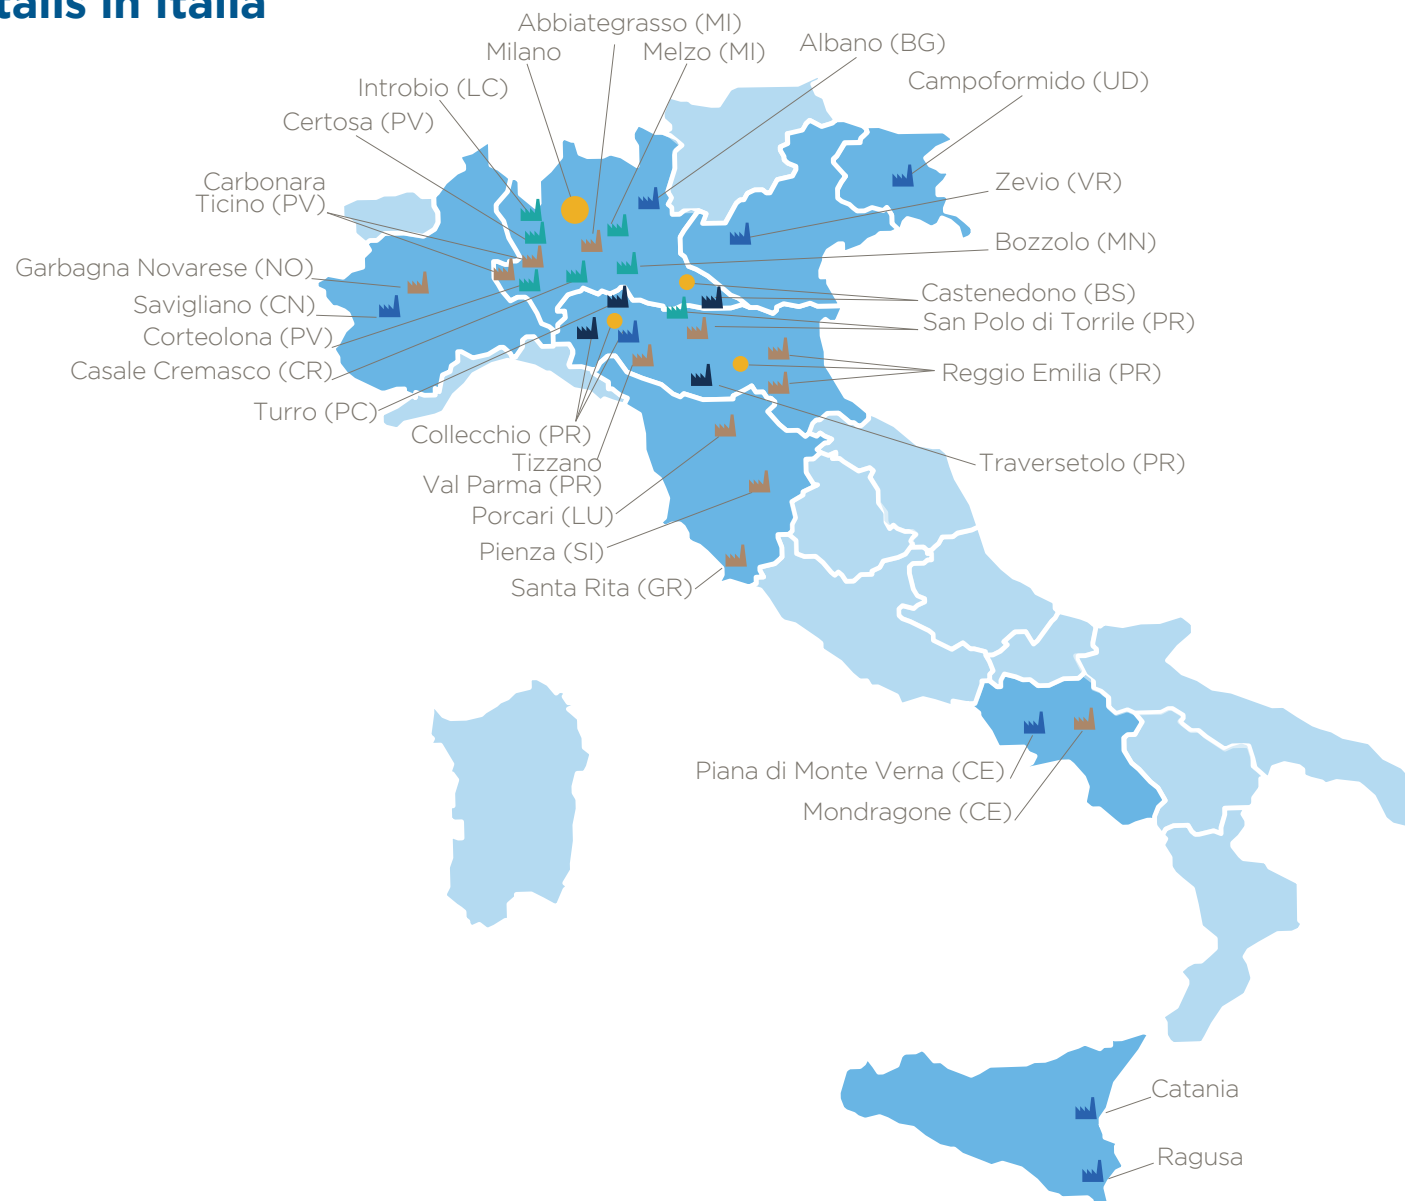 talis in Italia
Abbiategrasso (MI)
Milano
Melzo (MI)
Albano (BG)
Introbio (LC)
Campoformido (UD)
Certosa (PV)
Carbonara
Ticino (PV)
Zevio (VR)
Bozzolo (MN)
Garbagna Novarese (NO)
Castenedono (BS)
Savigliano (CN)
San Polo di Torrile (PR)
Corteolona (PV)
Casale Cremasco (CR)
Reggio Emilia (PR)
Turro (PC)
Collecchio (PR)
Tizzano
Val Parma (PR)
Traversetolo (PR)
Porcari (LU)
Pienza (SI)
Santa Rita (GR)
Piana di Monte Verna (CE)
Mondragone (CE)
Catania
Ragusa